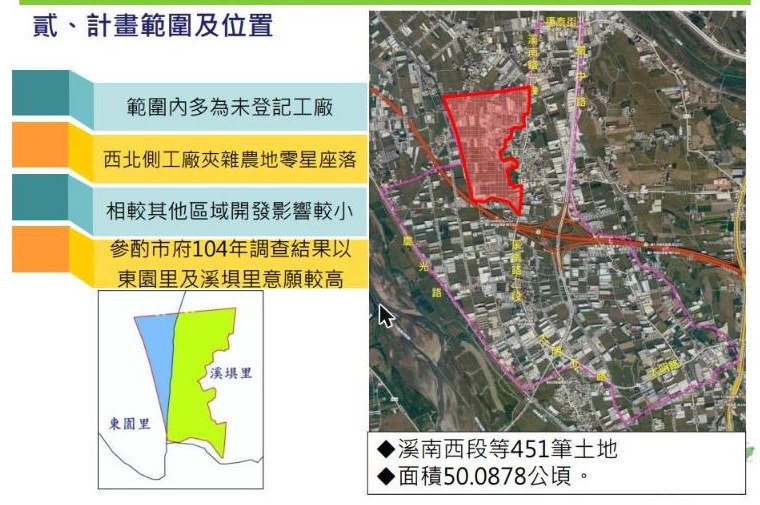 貳、計畫範圍及位置
範圍內多為未登記工廠
西北側工廠夾雜農地零星座落
相較其他區域開發影響較小
參酌市府104年調查結果以
東園里及溪埧里意願較高
溪埧里
東園里
慶光路
◆溪南西段等451筆土地
◆面積50.0878公頃。